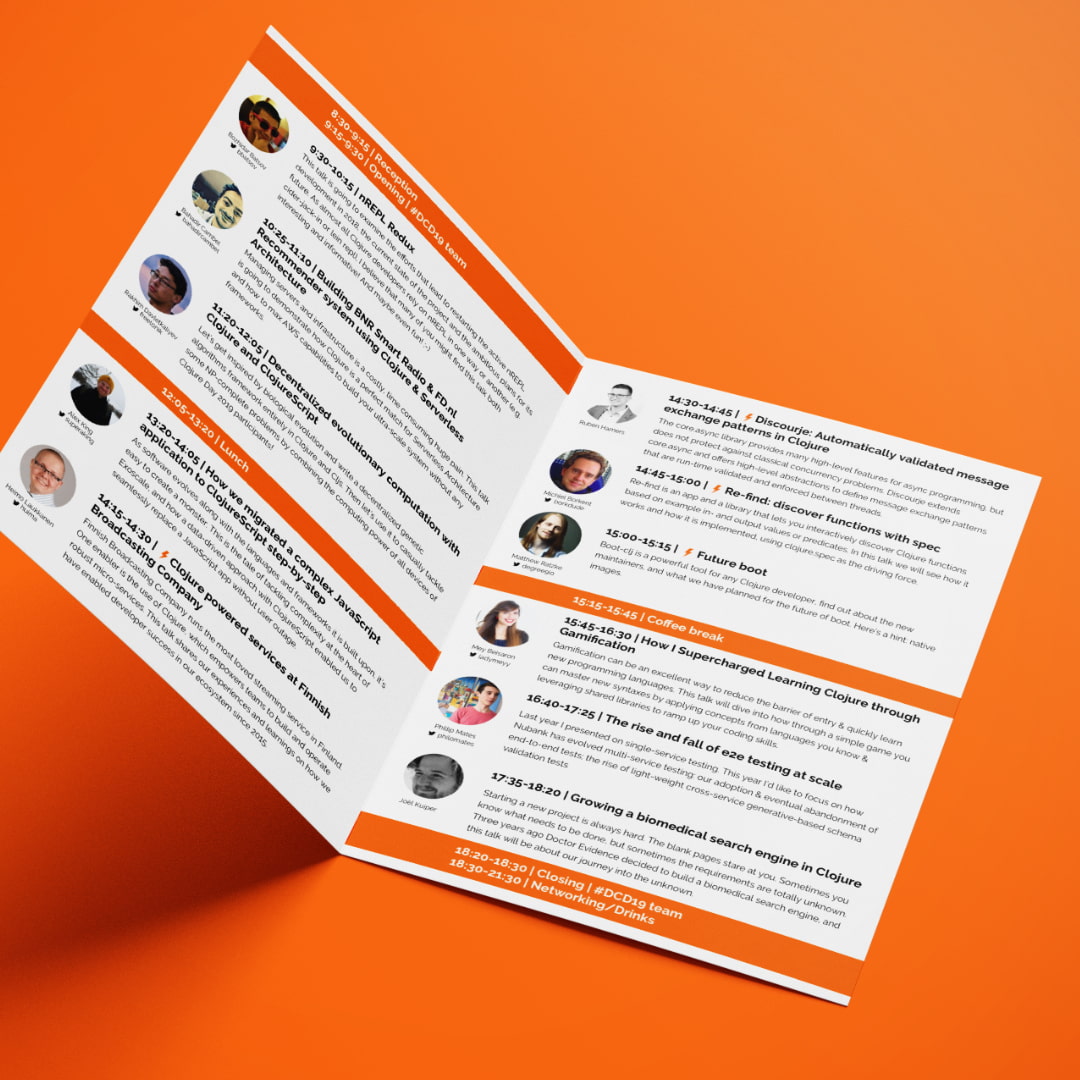 8:30-9:15 | Reception
9:15-9:30 | Opening | #DCD19 team
Bozhidar Batsov
bbatsov
9:30-10:15 | nREPL Redux
This talk is going to examine the efforts that lead to restarting the active nREPL
development in 2018, the current state of the project and the ambitious plans for its
future. As almost all Clojure developers rely on nREPL in one way or another (e.g.
cider-jack-in or lein repl), I believe that many of you might find this talk both
interesting and informative! And maybe even fun! :-)
Bahadir Cambel
bahadircambel
10:25-11:10 | Building BNR Smart Radio & FD.nl
Recommender system using Clojure & Serverless
Architecture
Managing servers and infrastructure is a costly, time consuming huge pain. This talk
is going to demonstrate how Clojure is a perfect match for Serverless Architecture
and how to max AWS capabilities to build your ultra-scale, system without any
frameworks.
Rakhim Davletkaliyev
freetonik
11:20-12:05 | Decentralized evolutionary computation with
Clojure and ClojureScript
Let's get inspired by biological evolution and write a decentralized genetic
algorithms framework entirely in Clojure and Cljs. Then let's use it to casually tackle
some NP-complete problems by combining the computing power of all devices of
Clojure Day 2019 participants!
12:05-13:20 | Lunch
Alex King
superalking
13:20-14:05 | How we migrated a complex JavaScript
application to ClojureScript step-by-step
As software evolves along with the languages and frameworks it is built upon, it's
easy to create a monster. This is the tale of tackling complexity at the heart of
Exoscale, and how a data-driven approach with ClojureScript enabled us to
seamlessly replace a JavaScript app without user outage.
Heimo Laukkanen
huima
14:15-14:30 | Clojure powered services at Finnish
Broadcasting Company
Finnish Broadcasting Company runs the most loved streaming service in Finland.
One enabler is the use of Clojure which empowers teams to build and operate
robust micro-services. This talk shares our experiences and learnings on how we
have enabled developer success in our ecosystem since 2015.
Ruben Hamers
14:30-14:45 | Discourje: Automatically validated message
exchange patterns in Clojure
The core.async library provides many high-level features for async programming, but
does not protect against classical concurrency problems. Discourje extends
core.async and offers high-level abstractions to define message exchange patterns
that are run-time validated and enforced between threads.
Michiel Borkent
borkdude
14:45-15:00 | Re-find: discover functions with spec
Re-find is an app and a library that lets you interactively discover Clojure functions
based on example in- and output values or predicates. In this talk we will see how it
works and how it is implemented, using clojure.spec as the driving force.
Matthew Ratzke
degreeqio
15:00-15:15 | Future boot
Boot-clj is a powerful tool for any Clojure developer, find out about the new
maintainers, and what we have planned for the future of boot. Here's a hint: native
images.
15:15-15:45 | Coffee break
Mey Beisaron
sirdymeyy
15:45-16:30 | How I Supercharged Learning Clojure through
Gamification
Gamification can be an excellent way to reduce the barrier of entry & quickly learn
new programming languages. This talk will dive into how through a simple game you
can master new syntaxes by applying concepts from languages you know &
leveraging shared libraries to ramp up your coding skills.
Philip Mates
philomates
16:40-17:25 | The rise and fall of e2e testing at scale
Last year I presented on single-service testing. This year I'd like to focus on how
Nubank has evolved multi-service testing: our adoption & eventual abandonment of
end-to-end tests; the rise of light-weight cross-service generative-based schema
validation tests
Joël Kuiper
17:35-18:20 | Growing a biomedical search engine in Clojure
Starting a new project is always hard. The blank pages stare at you. Sometimes you
know what needs to be done, but sometimes the requirements are totally unknown.
Three years ago Doctor Evidence decided to build a biomedical search engine, and
this talk will be about our journey into the unknown.
18:20-18:30 | Closing | #DCD19 team
18:30-21:30 | Networking/Drinks